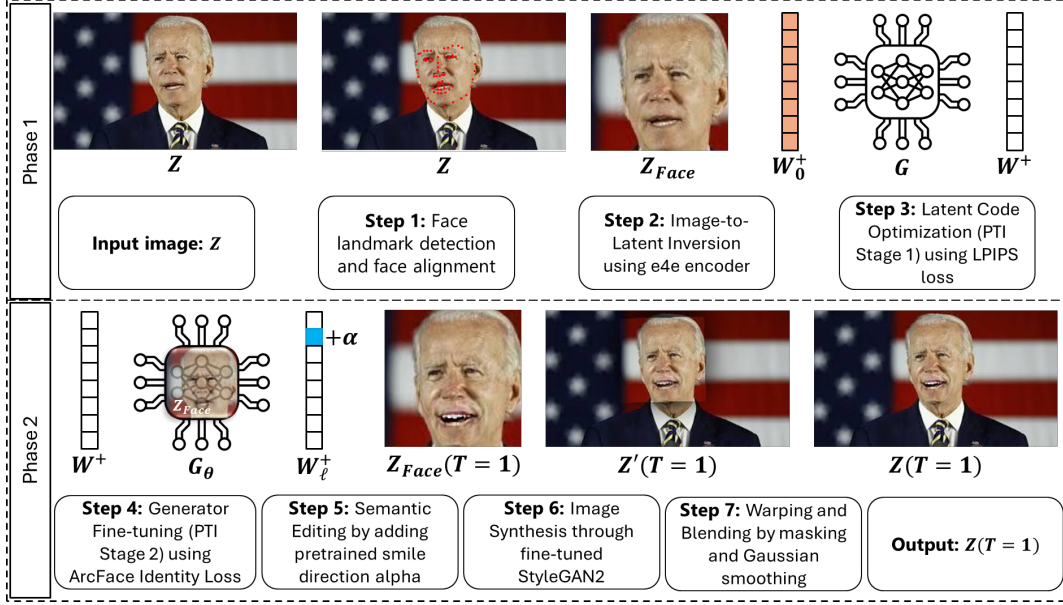 Phase 1
Z
Z
Z_Face
W_0^+
G
W^+
Input image: Z
Step 1: Face
landmark detection
and face alignment
Step 2: Image-to-
Latent Inversion
using e4e encoder
Step 3: Latent Code
Optimization (PTI
Stage 1) using LPIPS
loss
Phase 2
+α
Z_Face
W^+
G_θ
W_ℓ^+
Z_Face(T = 1)
Z′(T = 1)
Z(T = 1)
Step 4: Generator
Fine-tuning (PTI
Stage 2) using
ArcFace Identity Loss
Step 5: Semantic
Editing by adding
pretrained smile
direction alpha
Step 6: Image
Synthesis through
fine-tuned
StyleGAN2
Step 7: Warping and
Blending by masking
and Gaussian
smoothing
Output: Z(T = 1)